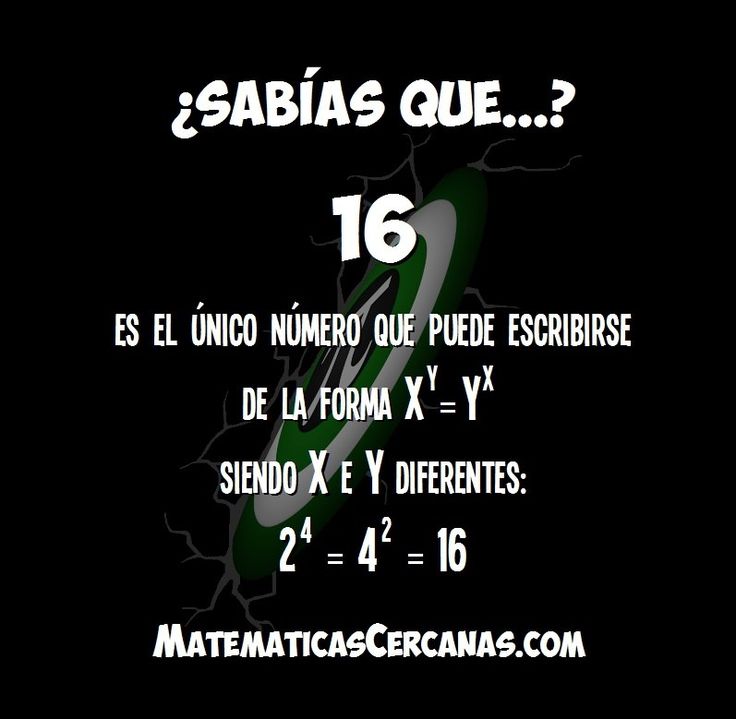 ¿SABÍAS QUE...?
16
ES EL ÚNICO NÚMERO QUE PUEDE ESCRIBIRSE
DE LA FORMA X^Y = Y^X
SIENDO X E Y DIFERENTES:
2^4 = 4^2 = 16
MATEMATICASCERCANAS.COM